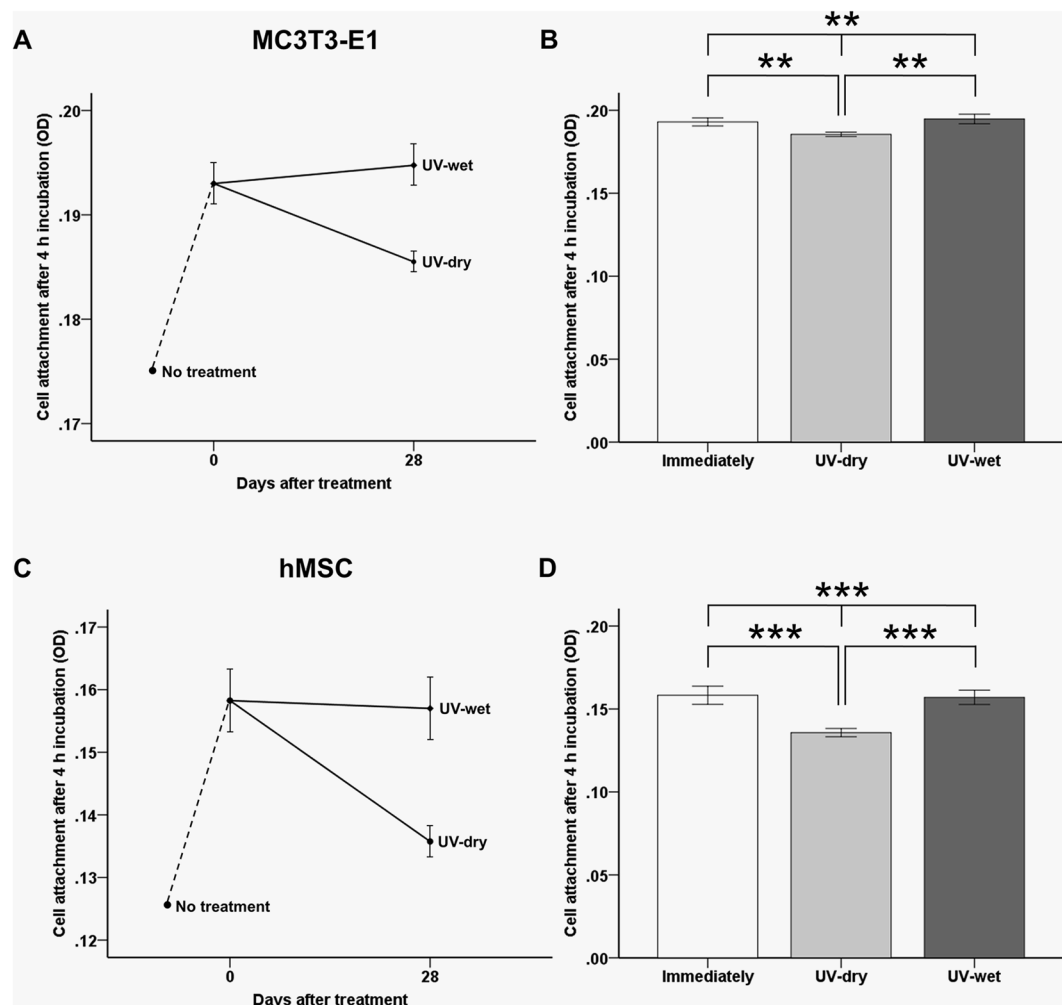 A
MC3T3-E1
Cell attachment after 4 h incubation (OD)
.20
.19
.18
.17
UV-wet
UV-dry
No treatment
0
28
Days after treatment
B
**
**
**
Cell attachment after 4 h incubation (OD)
.20
.15
.10
.05
.00
Immediately
UV-dry
UV-wet
C
hMSC
Cell attachment after 4 h incubation (OD)
.17
.16
.15
.14
.13
.12
UV-wet
UV-dry
No treatment
0
28
Days after treatment
D
***
***
***
Cell attachment after 4 h incubation (OD)
.20
.15
.10
.05
.00
Immediately
UV-dry
UV-wet